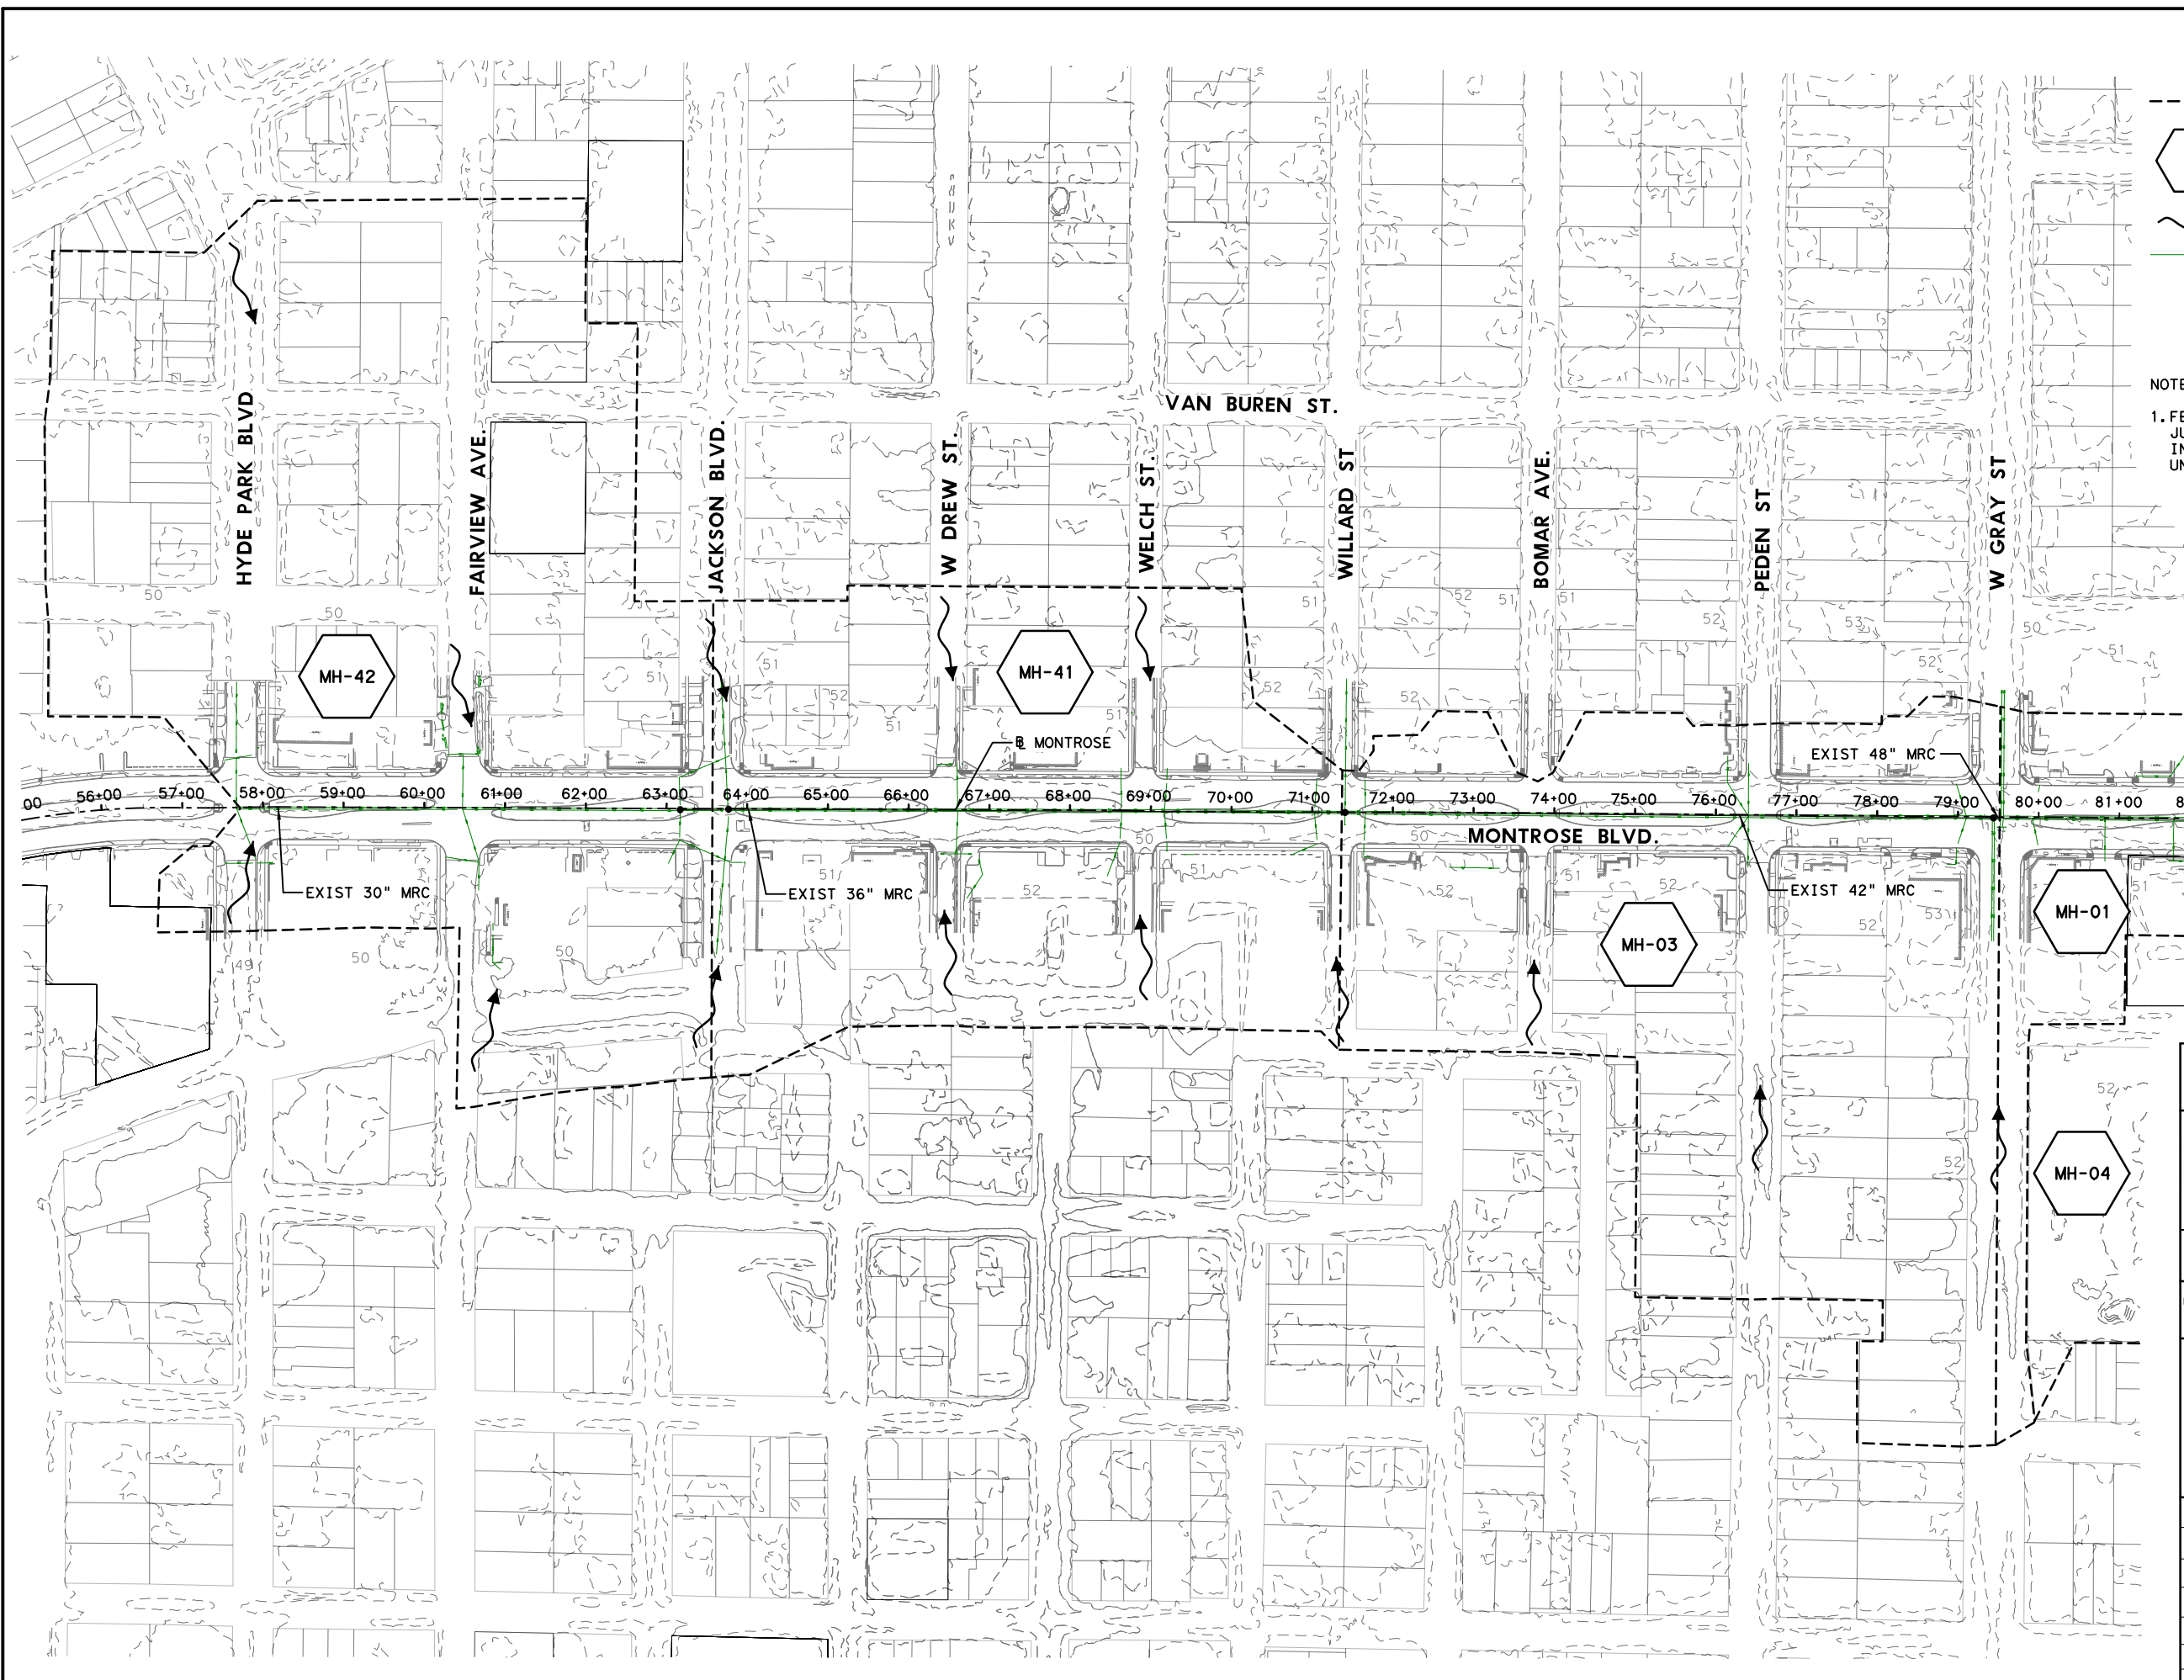 NOTE
1.FE
JU
IN
UN
VAN BUREN ST.
HYDE PARK BLVD
FAIRVIEW AVE.
JACKSON BLVD.
W DREW ST.
WELCH ST.
WILLARD ST
BOMAR AVE.
PEDEN ST
W GRAY ST
50
50
51
51
52
51
51
52
53
50
51
MH-42
MH-41
51
51
52
51
51
52
52
52
B MONTROSE
EXIST 48" MRC
00 56+00 57+00 58+00 59+00 60+00 61+00 62+00 63+00 64+00 65+00 66+00 67+00 68+00 69+00 70+00 71+00 72+00 73+00 74+00 75+00 76+00 77+00 78+00 79+00 80+00 81+00 8
MONTROSE BLVD.
50
50
EXIST 30" MRC
EXIST 36" MRC
EXIST 42" MRC
51
52
51
52
51
52
52
53
51
MH-01
MH-03
49
50
50
52
52
MH-04